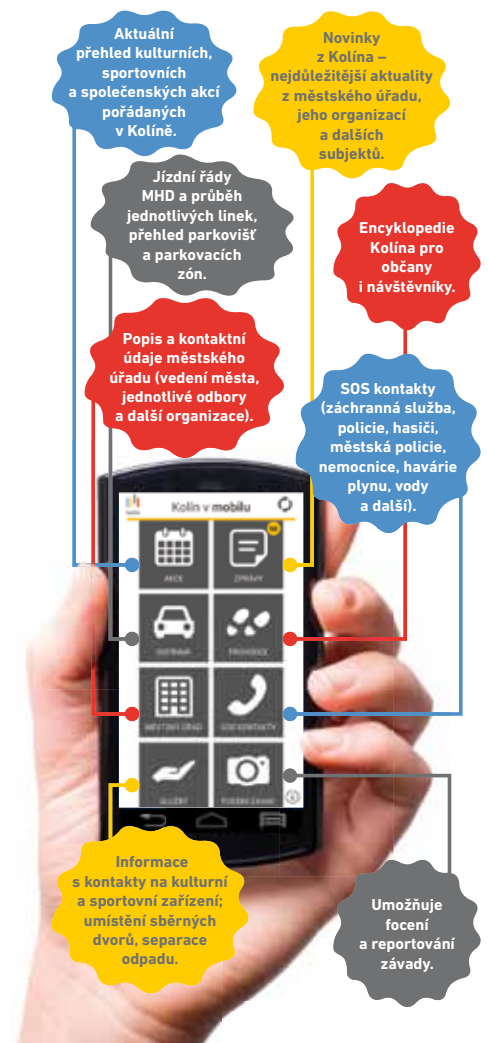 Aktuální
přehled kulturních,
sportovních
a společenských akcí
pořádaných
v Kolíně.
Novinky
z Kolína –
nejdůležitější aktuality
z městského úřadu,
jeho organizací
a dalších
subjektů.
Jízdní řády
MHD a průběh
jednotlivých linek,
přehled parkovišť
a parkovacích
zón.
Encyklopedie
Kolína pro
občany
i návštěvníky.
Popis a kontaktní
údaje městského
úřadu (vedení města,
jednotlivé odbory
a další organizace).
SOS kontakty
(záchranná služba,
policie, hasiči,
městská policie,
nemocnice, havárie
plynu, vody
a další).
Kolín v mobilu
AKCE
ZPRÁVY
DOPRAVA
PRŮVODCE
MĚSTSKÝ ÚŘAD
SOS KONTAKTY
SLUŽBY
Informace
s kontakty na kulturní
a sportovní zařízení;
umístění sběrných
dvorů, separace
odpadu.
Umožňuje
focení
a reportování
závady.